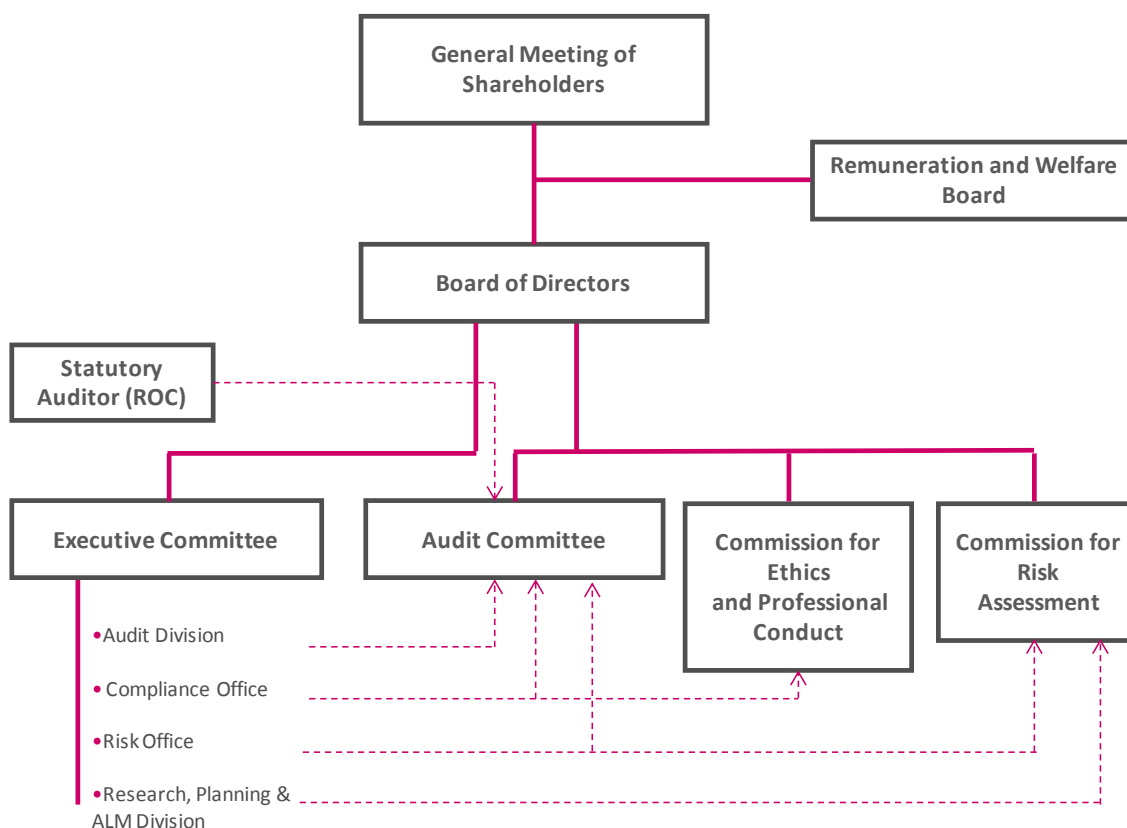 General Meeting of
Shareholders
Remuneration and Welfare
Board
Board of Directors
Statutory
Auditor (ROC)
Executive Committee
Audit Committee
Commission for
Ethics
and Professional
Conduct
Commission for
Risk
Assessment
•Audit Division
• Compliance Office
•Risk Office
•Research, Planning &
ALM Division